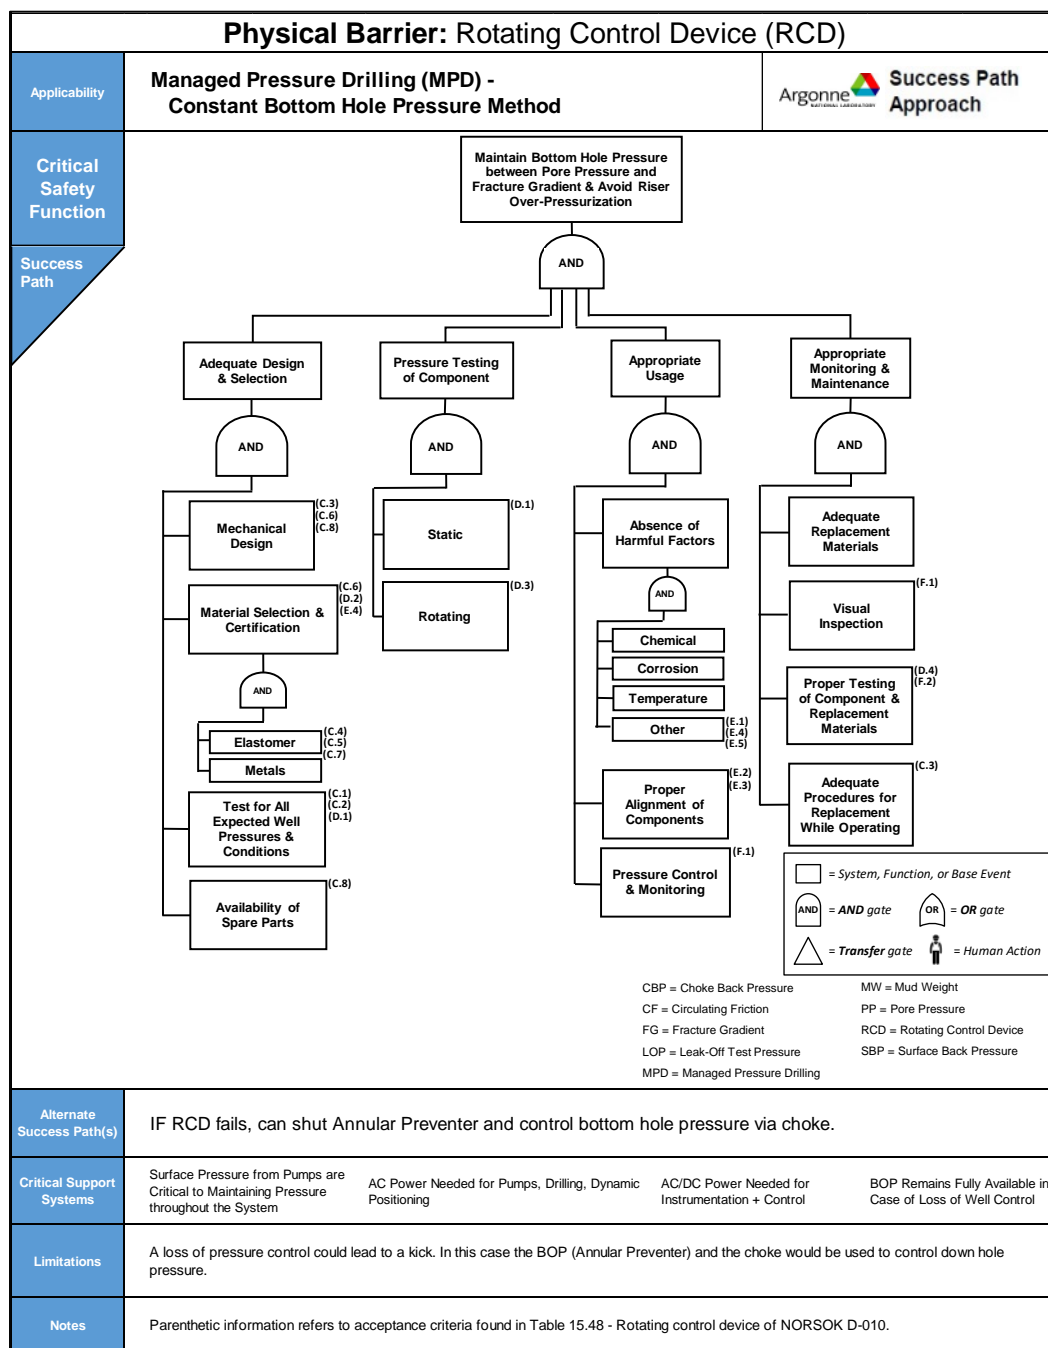 Physical Barrier: Rotating Control Device (RCD)
Applicability
Managed Pressure Drilling (MPD) -
Constant Bottom Hole Pressure Method
Argonne
NATIONAL LABORATORY
Success Path
Approach
Critical
Safety
Function
Maintain Bottom Hole Pressure
between Pore Pressure and
Fracture Gradient & Avoid Riser
Over-Pressurization
Success
Path
AND
Adequate Design
& Selection
Pressure Testing
of Component
Appropriate
Usage
Appropriate
Monitoring &
Maintenance
AND
AND
AND
AND
Mechanical
Design
(C.3)
(C.6)
(C.8)
Material Selection &
Certification
(C.6)
(D.2)
(E.4)
AND
Elastomer
(C.4)
(C.5)
(C.7)
Metals
Test for All
Expected Well
Pressures &
Conditions
(C.1)
(C.2)
(D.1)
Availability of
Spare Parts
(C.8)
Static
(D.1)
Rotating
(D.3)
Absence of
Harmful Factors
AND
Chemical
Corrosion
Temperature
Other
(E.1)
(E.4)
(E.5)
Proper
Alignment of
Components
(E.2)
(E.3)
Pressure Control
& Monitoring
(F.1)
Adequate
Replacement
Materials
Visual
Inspection
(F.1)
Proper Testing
of Component &
Replacement
Materials
(D.4)
(F.2)
Adequate
Procedures for
Replacement
While Operating
(C.3)
= System, Function, or Base Event
AND = AND gate
OR = OR gate
= Transfer gate
= Human Action
CBP = Choke Back Pressure
CF = Circulating Friction
FG = Fracture Gradient
LOP = Leak-Off Test Pressure
MPD = Managed Pressure Drilling
MW = Mud Weight
PP = Pore Pressure
RCD = Rotating Control Device
SBP = Surface Back Pressure
Alternate
Success Path(s)
IF RCD fails, can shut Annular Preventer and control bottom hole pressure via choke.
Critical Support
Systems
Surface Pressure from Pumps are
Critical to Maintaining Pressure
throughout the System
AC Power Needed for Pumps, Drilling, Dynamic
Positioning
AC/DC Power Needed for
Instrumentation + Control
BOP Remains Fully Available in
Case of Loss of Well Control
Limitations
A loss of pressure control could lead to a kick. In this case the BOP (Annular Preventer) and the choke would be used to control down hole
pressure.
Notes
Parenthetic information refers to acceptance criteria found in Table 15.48 - Rotating control device of NORSOK D-010.